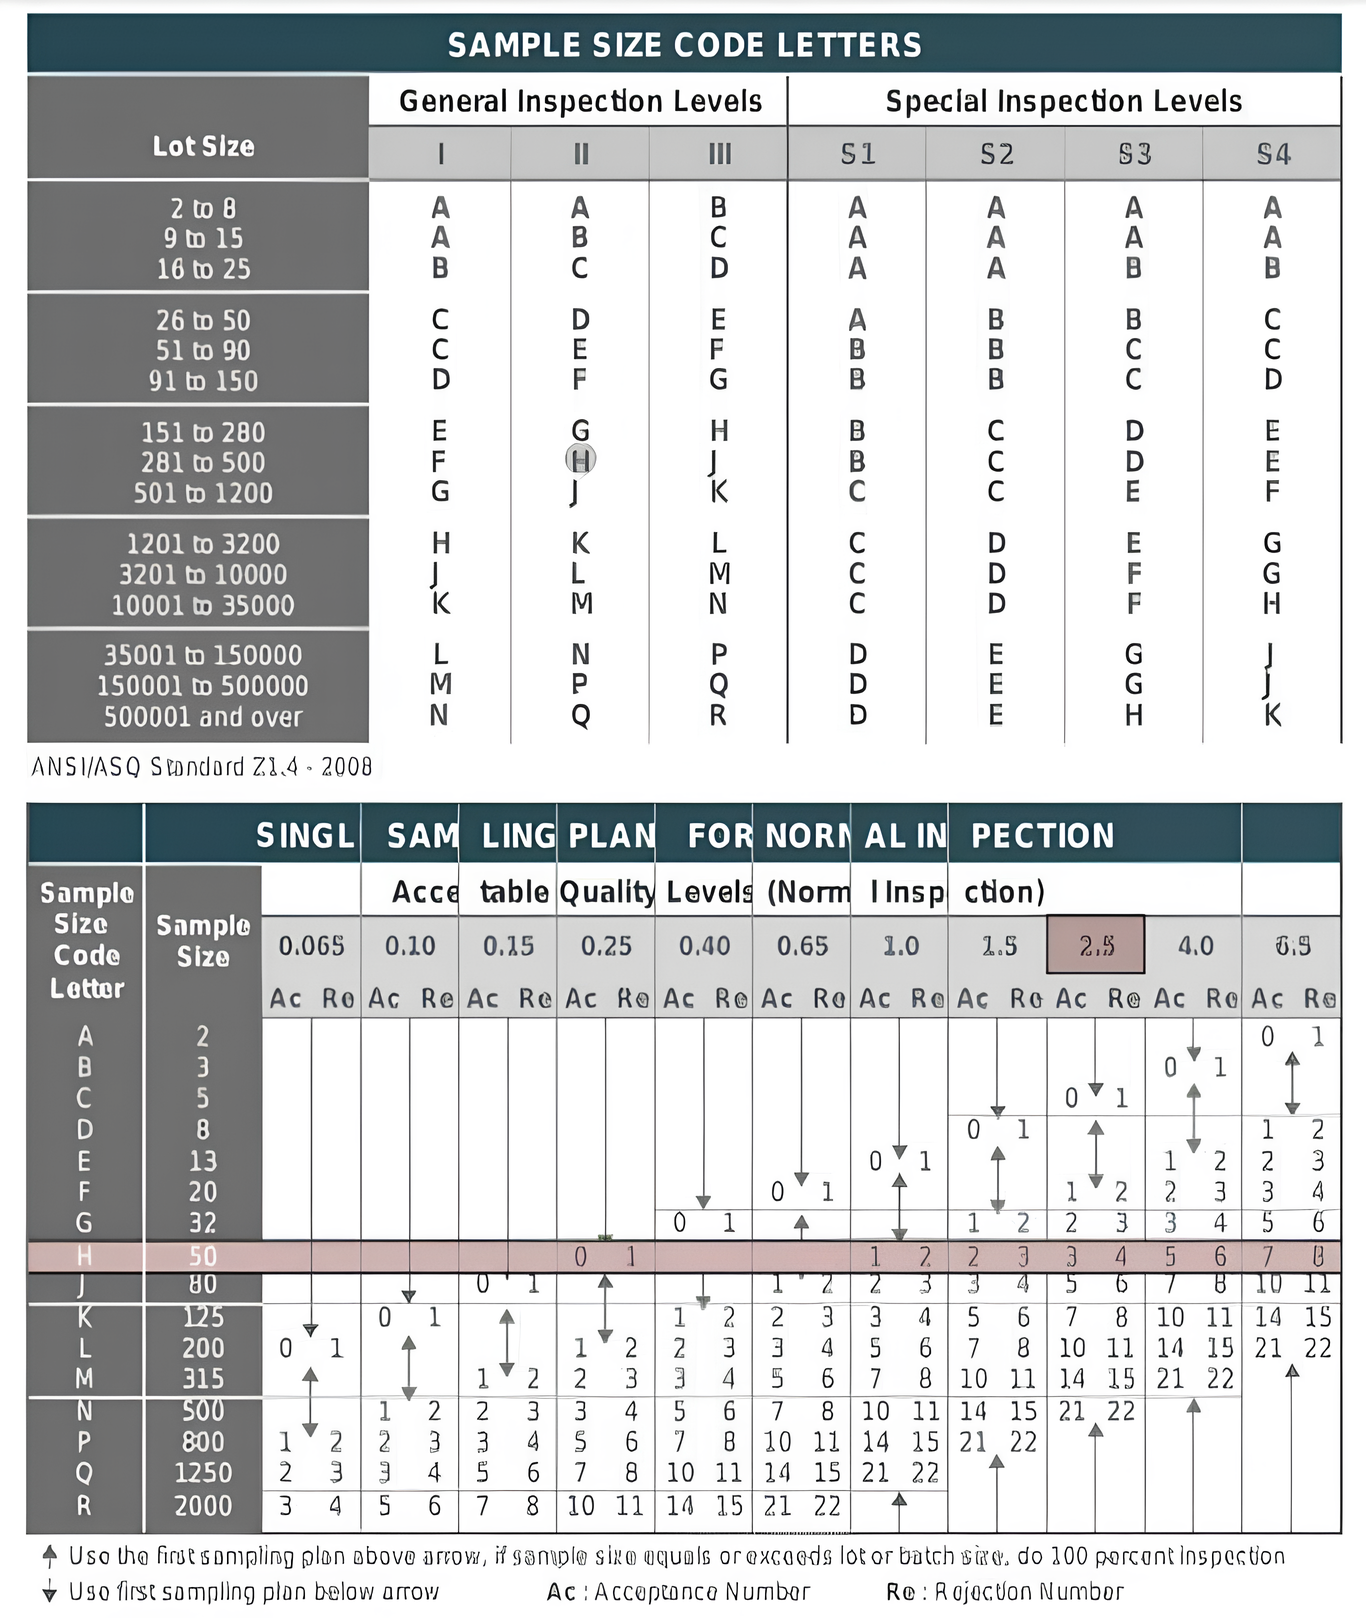 SAMPLE SIZE CODE LETTERS
General Inspection Levels Special Inspection Levels
Lot Size I II III S1 S2 S3 S4
2 to 8 A A B A A A A
9 to 15 A B C A A A A
16 to 25 B C D A A B B
26 to 50 C D E A B B C
51 to 90 C E F B B C C
91 to 150 D F G B B C D
151 to 280 E G H B C D E
281 to 500 F H J B C D E
501 to 1200 G J K C C E F
1201 to 3200 H K L C D E G
3201 to 10000 J L M C D F G
10001 to 35000 K M N C D F H
35001 to 150000 L N P D E G J
150001 to 500000 M P Q D E G J
500001 and over N Q R D E H K
ANSI/ASQ Standard Z1.4 - 2008
SINGL SAM LING PLAN FOR NORM AL IN PECTION
Acce table Quality Levels (Norm l Insp ction)
Sample Size Code Letter Sample Size 0.065 0.10 0.15 0.25 0.40 0.65 1.0 1.5 2.5 4.0 6.5
Ac Re Ac Re Ac Re Ac Re Ac Re Ac Re Ac Re Ac Re Ac Re Ac Re Ac Re
A 2 0 1
B 3 0 1
C 5 0 1
D 8 0 1 1 2
E 13 0 1 1 2 2 3
F 20 0 1 1 2 2 3 3 4
G 32 0 1 1 2 2 3 3 4 5 6
H 50 0 1 1 2 2 3 3 4 5 6 7 8
J 80 0 1 1 2 2 3 3 4 5 6 7 8 10 11
K 125 0 1 1 2 2 3 3 4 5 6 7 8 10 11 14 15
L 200 0 1 1 2 2 3 3 4 5 6 7 8 10 11 14 15 21 22
M 315 1 2 2 3 3 4 5 6 7 8 10 11 14 15 21 22
N 500 1 2 2 3 3 4 5 6 7 8 10 11 14 15 21 22
P 800 1 2 2 3 3 4 5 6 7 8 10 11 14 15 21 22
Q 1250 2 3 3 4 5 6 7 8 10 11 14 15 21 22
R 2000 3 4 5 6 7 8 10 11 14 15 21 22
Use the first sampling plan above arrow, if sample size equals or exceeds lot or batch size, do 100 percent inspection
Use first sampling plan below arrow Ac : Acceptance Number Re : Rejection Number